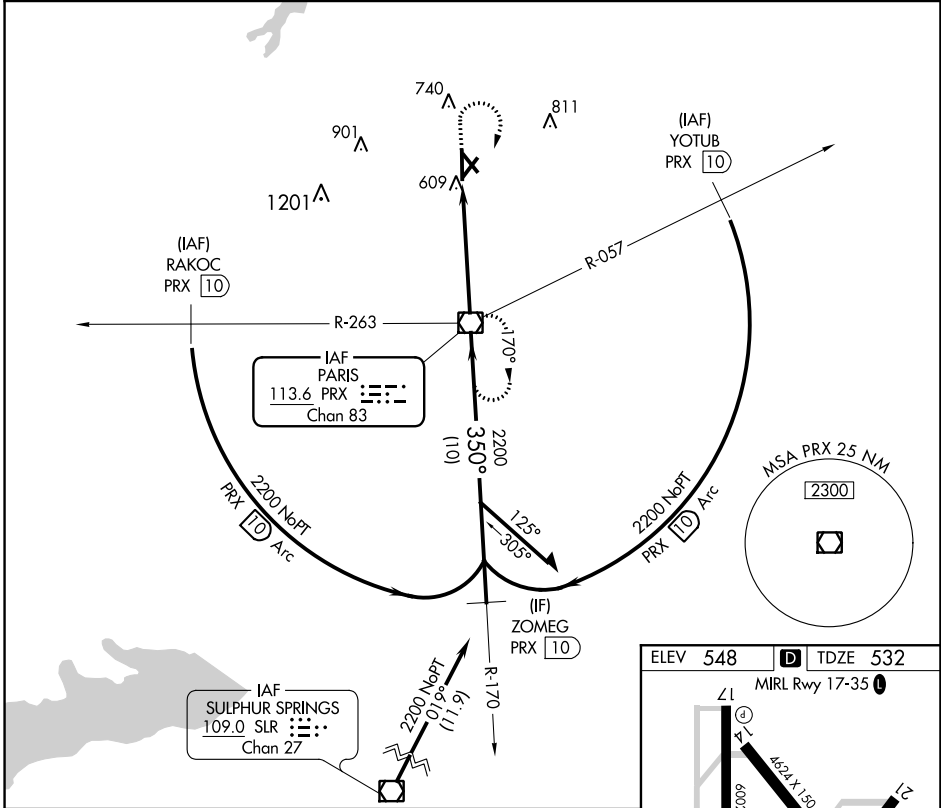 740
811
901
609
1201
(IAF)
YOTUB
PRX 10
(IAF)
RAKOC
PRX 10
R-057
R-263
IAF
PARIS
113.6 PRX
Chan 83
170°
2200
350°
(10)
2200 NoPT
PRX 10 Arc
125°
305°
2200 NoPT
PRX 10 Arc
MSA PRX 25 NM
2300
(IF)
ZOMEG
PRX 10
R-170
IAF
SULPHUR SPRINGS
109.0 SLR
Chan 27
2200 NoPT
019°
(11.9)
ELEV 548 D TDZE 532
MIRL Rwy 17-35 L
17
P
14
4624 X 150
21